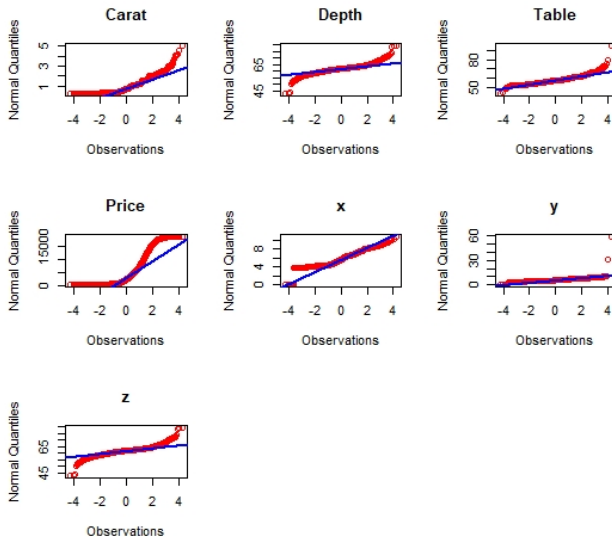 Carat
Normal Quantiles
5
3
1
-4 -2 0 2 4
Observations
Depth
Normal Quantiles
65
45
-4 -2 0 2 4
Observations
Table
Normal Quantiles
80
50
-4 -2 0 2 4
Observations
Price
Normal Quantiles
15000
0
-4 -2 0 2 4
Observations
x
Normal Quantiles
8
4
0
-4 -2 0 2 4
Observations
y
Normal Quantiles
60
30
0
-4 -2 0 2 4
Observations
z
Normal Quantiles
65
45
-4 -2 0 2 4
Observations